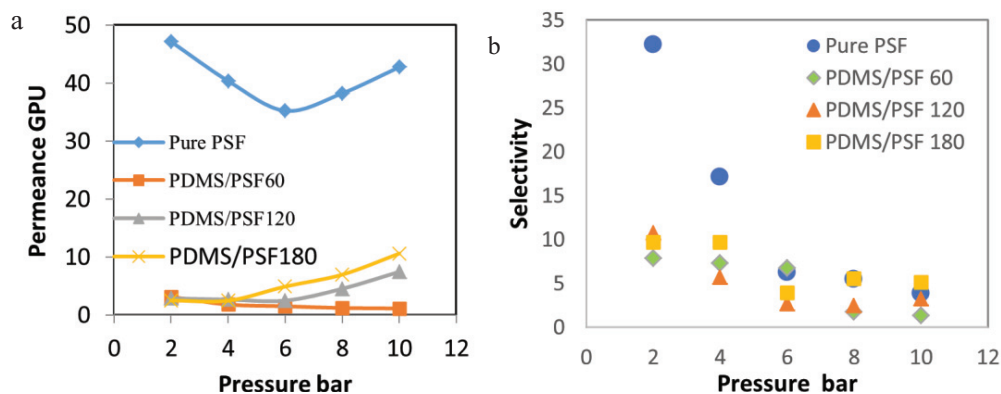 a
Permeance GPU
50
40
30
20
10
0
Pure PSF
PDMS/PSF60
PDMS/PSF120
PDMS/PSF180
0 2 4 6 8 10 12
Pressure bar
b
Selectivity
35
30
25
20
15
10
5
0
Pure PSF
PDMS/PSF 60
PDMS/PSF 120
PDMS/PSF 180
0 2 4 6 8 10 12
Pressure bar